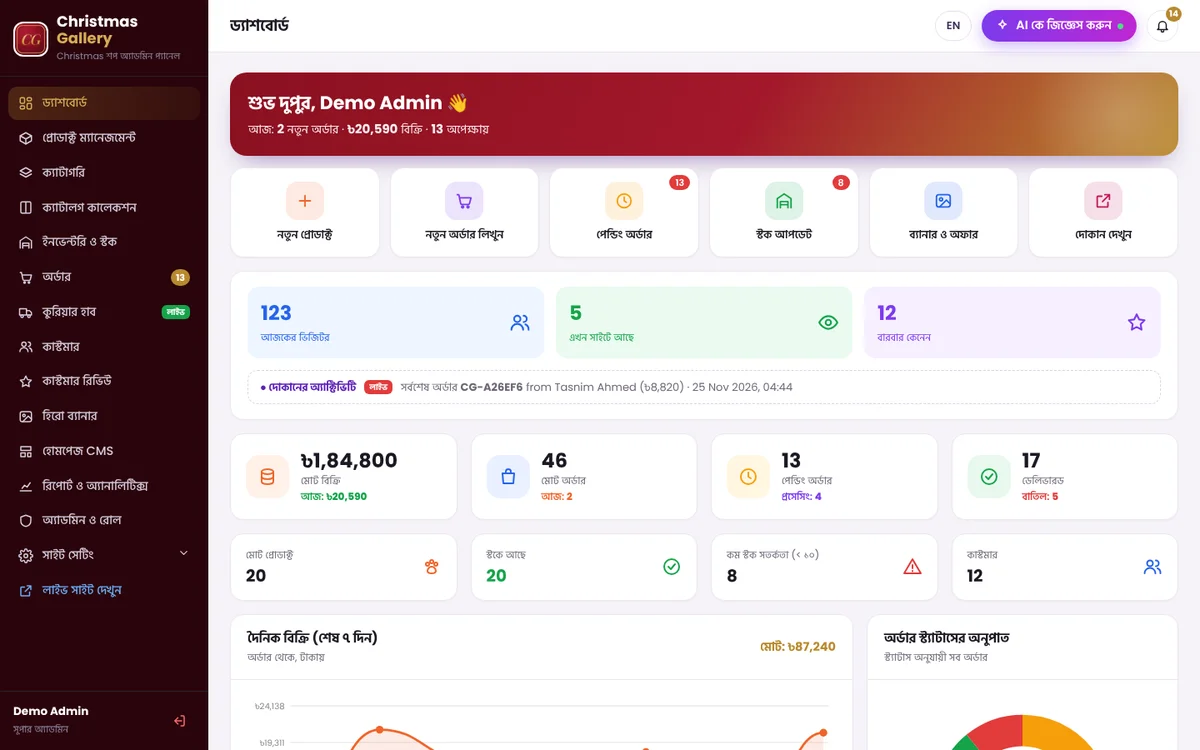 CG
Christmas
Gallery
Christmas শপ অ্যাডমিন প্যানেল
ড্যাশবোর্ড
প্রোডাক্ট ম্যানেজমেন্ট
ক্যাটাগরি
ক্যাটালগ কালেকশন
ইনভেন্টরি ও স্টক
অর্ডার 13
কুরিয়ার হাব লাইভ
কাস্টমার
কাস্টমার রিভিউ
হিরো ব্যানার
হোমপেজ CMS
রিপোর্ট ও অ্যানালিটিক্স
অ্যাডমিন ও রোল
সাইট সেটিং
লাইভ সাইট দেখুন
Demo Admin
সুপার অ্যাডমিন
ড্যাশবোর্ড
EN
AI কে জিজ্ঞেস করুন
14
শুভ দুপুর, Demo Admin 👋
আজ: 2 নতুন অর্ডার · ৳20,590 বিক্রি · 13 অপেক্ষায়
নতুন প্রোডাক্ট
নতুন অর্ডার লিখুন
13
পেন্ডিং অর্ডার
8
স্টক আপডেট
ব্যানার ও অফার
দোকান দেখুন
123
আজকের ভিজিটর
5
এখন সাইটে আছে
12
বারবার কেনেন
• দোকানের অ্যাক্টিভিটি লাইভ সর্বশেষ অর্ডার CG-A26EF6 from Tasnim Ahmed (৳8,820) · 25 Nov 2026, 04:44
৳1,84,800
মোট বিক্রি
আজ: ৳20,590
46
মোট অর্ডার
আজ: 2
13
পেন্ডিং অর্ডার
প্রসেসিং: 4
17
ডেলিভারড
বাতিল: 5
মোট প্রোডাক্ট
20
স্টকে আছে
20
কম স্টক সতর্কতা (< ১০)
8
কাস্টমার
12
দৈনিক বিক্রি (শেষ ৭ দিন)
অর্ডার থেকে, টাকায়
মোট: ৳87,240
৳24,138
৳19,311
অর্ডার স্ট্যাটাসের অনুপাত
স্ট্যাটাস অনুযায়ী সব অর্ডার